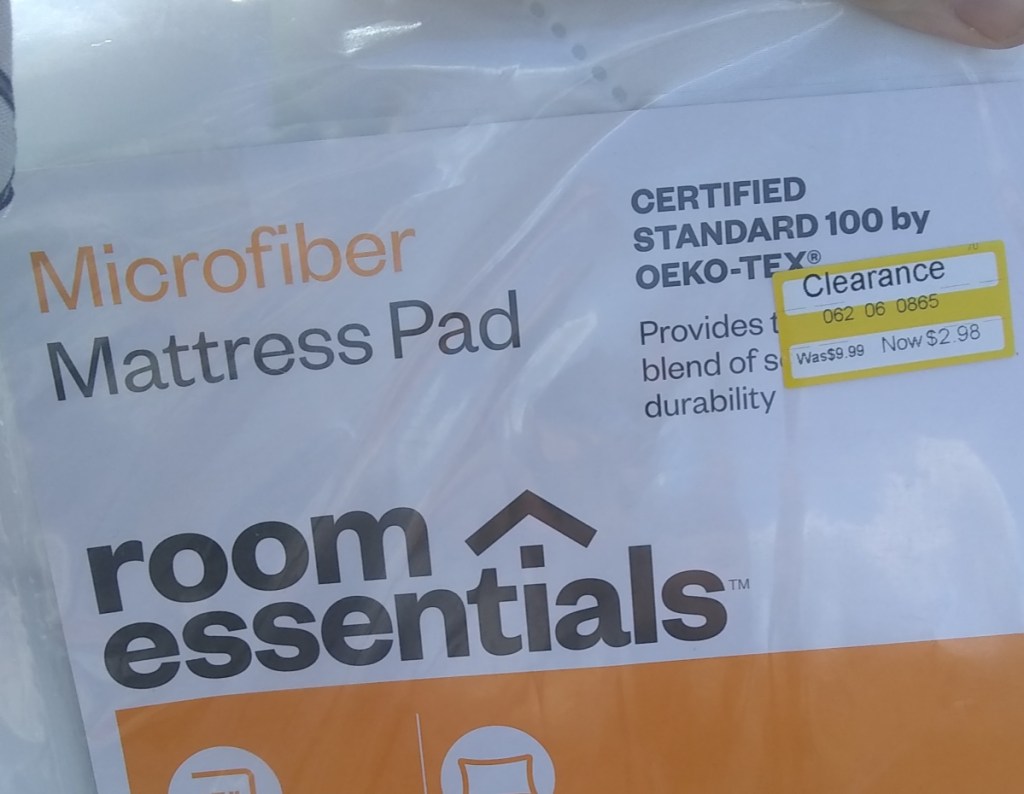 Microfiber
Mattress Pad
CERTIFIED
STANDARD 100 by
OEKO-TEX®
Provides
blend of
durability
Clearance
062 06 0865
Was$9.99 Now$2.98
room
essentials™